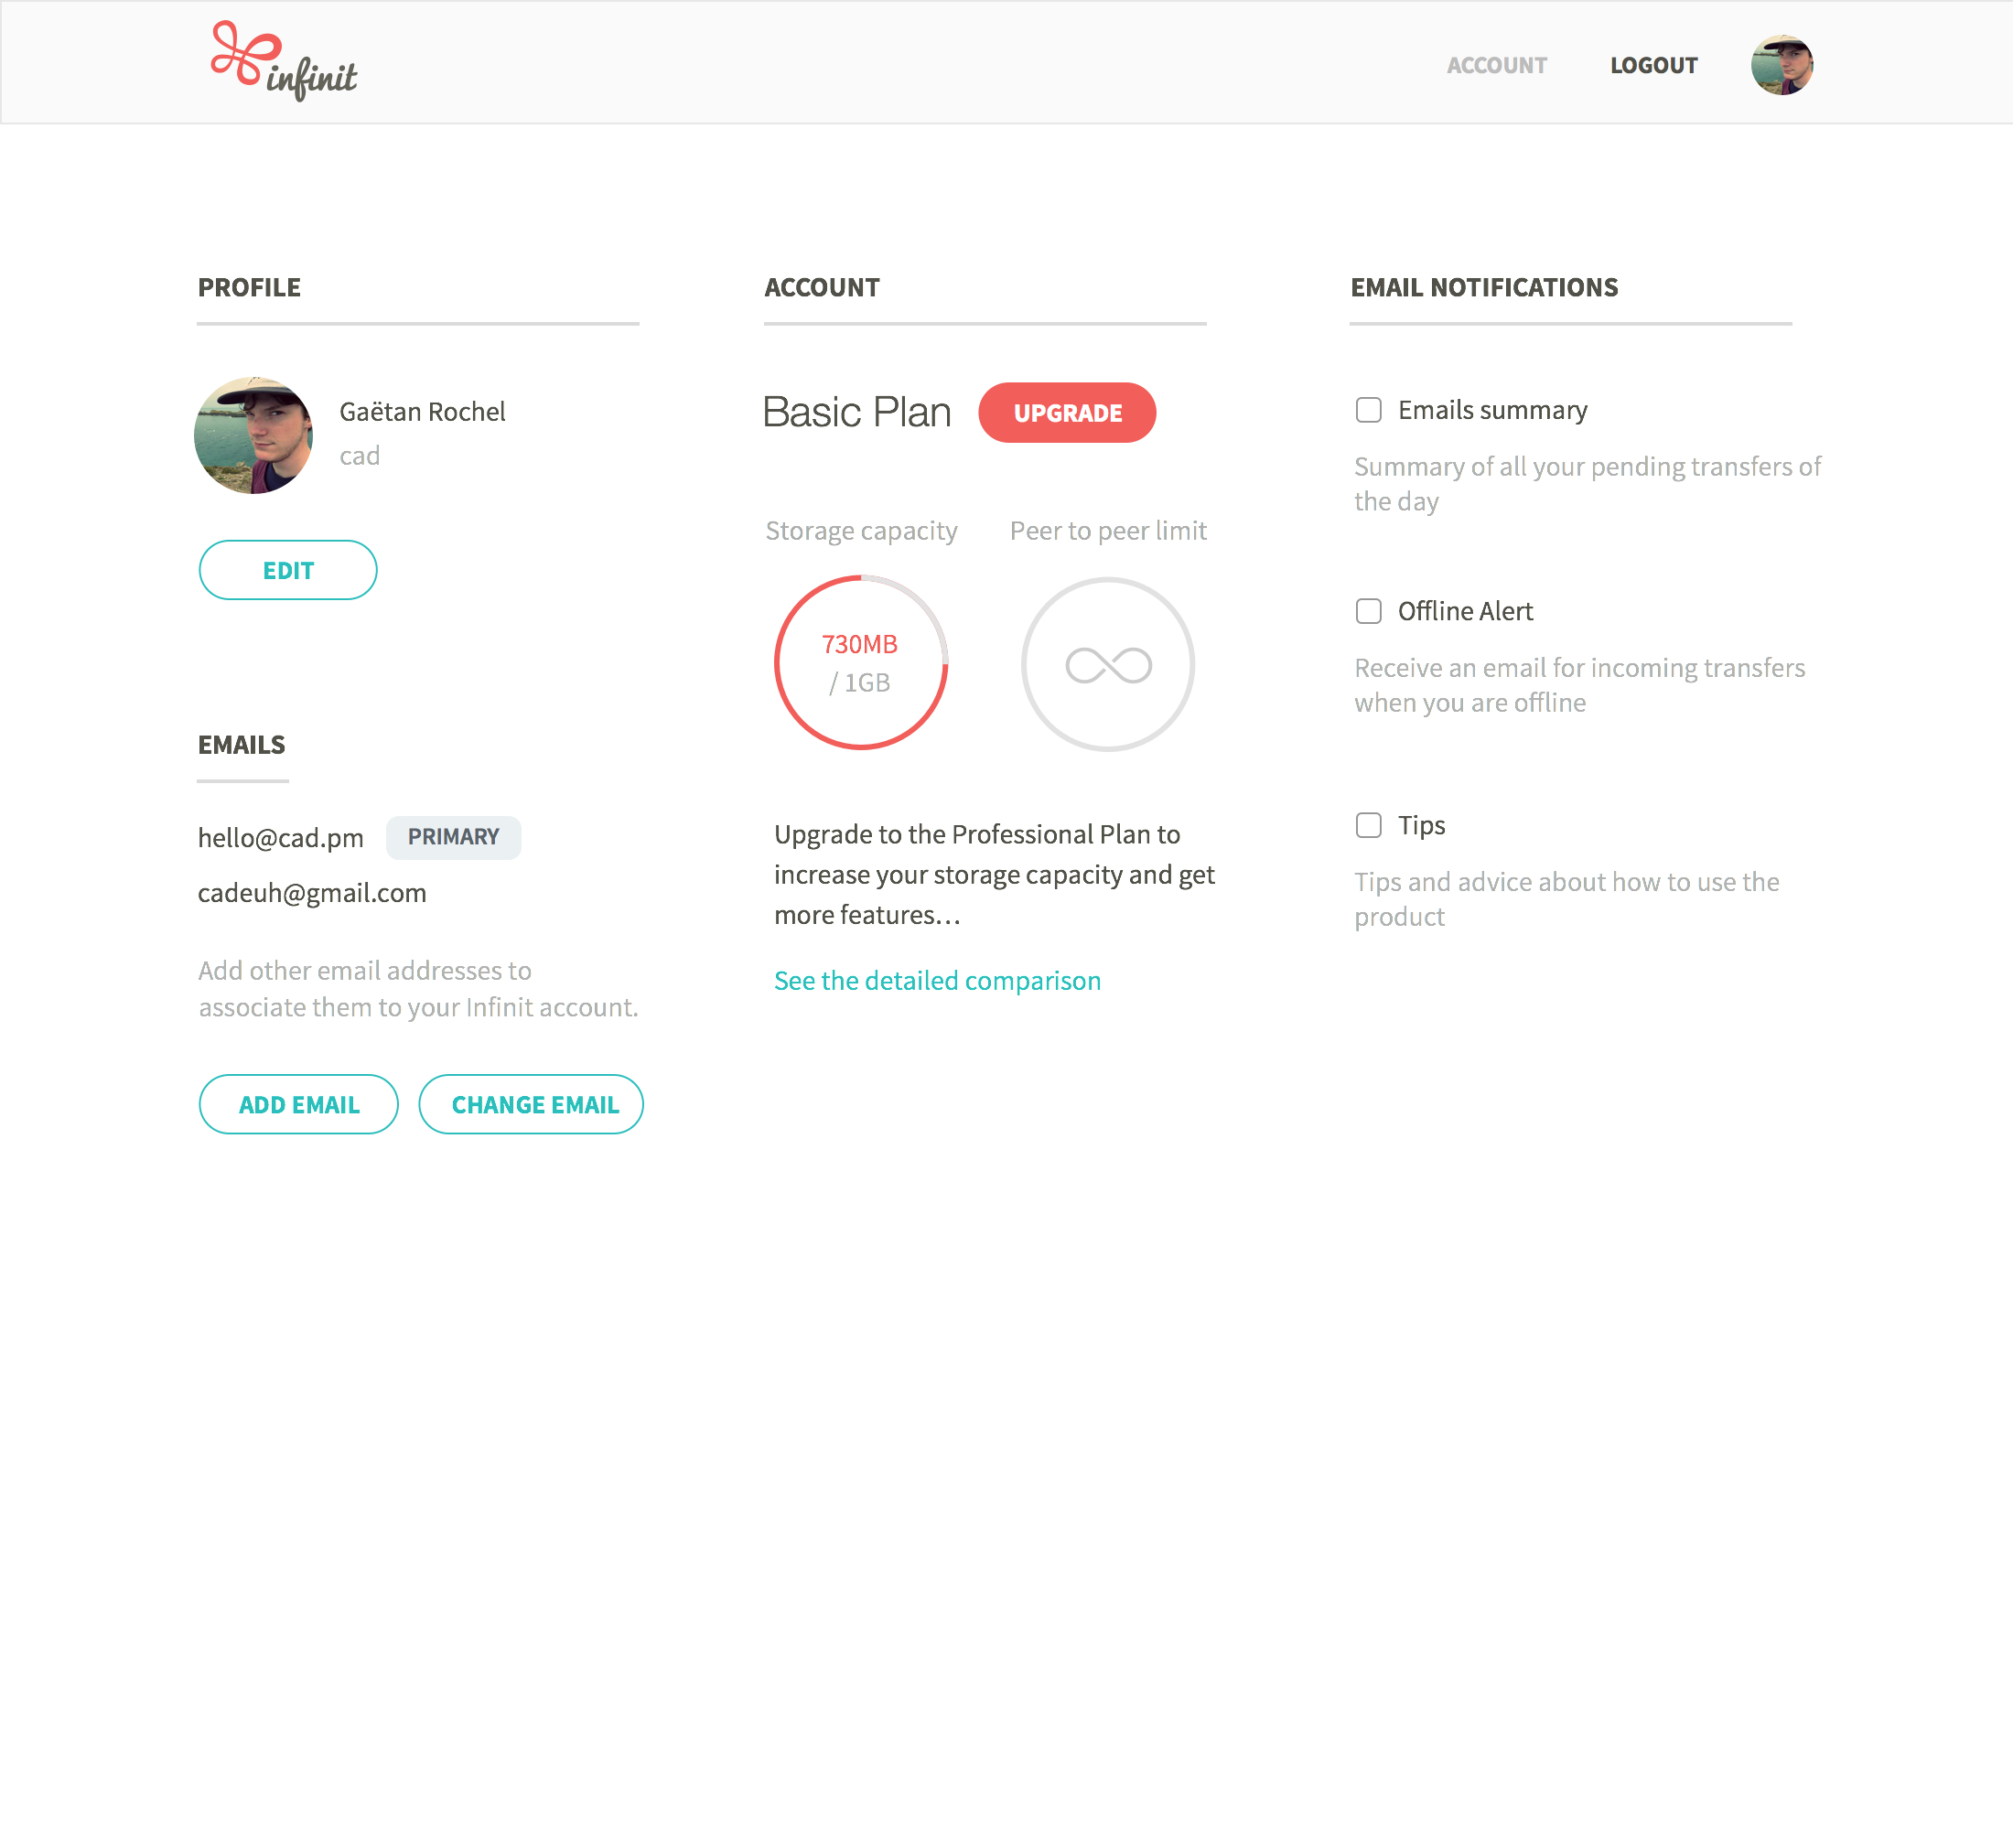 infinit
ACCOUNT
LOGOUT
PROFILE
Gaëtan Rochel
cad
EDIT
EMAILS
hello@cad.pm PRIMARY
cadeuh@gmail.com
Add other email addresses to
associate them to your Infinit account.
ADD EMAIL
CHANGE EMAIL
ACCOUNT
Basic Plan
UPGRADE
Storage capacity
730MB
/ 1GB
Peer to peer limit
Upgrade to the Professional Plan to
increase your storage capacity and get
more features…
See the detailed comparison
EMAIL NOTIFICATIONS
Emails summary
Summary of all your pending transfers of
the day
Offline Alert
Receive an email for incoming transfers
when you are offline
Tips
Tips and advice about how to use the
product